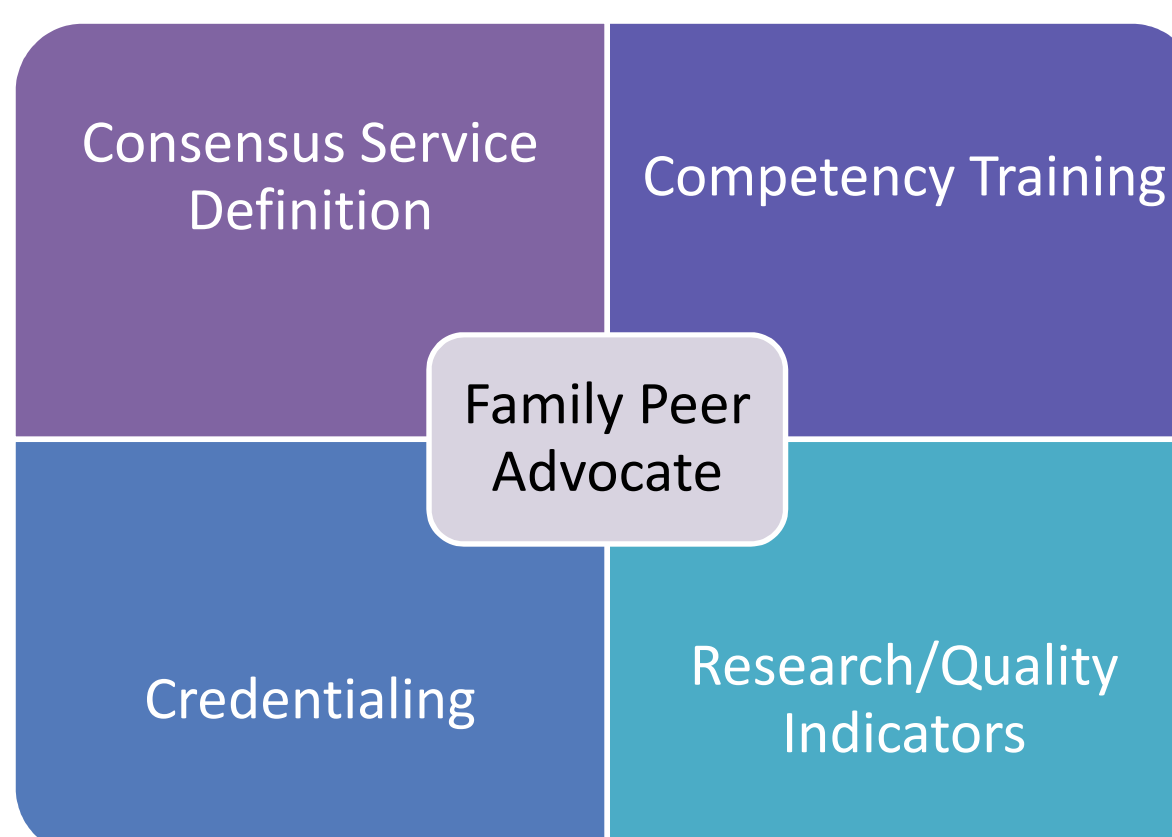 Consensus Service
Definition
Competency Training
Family Peer
Advocate
Credentialing
Research/Quality
Indicators